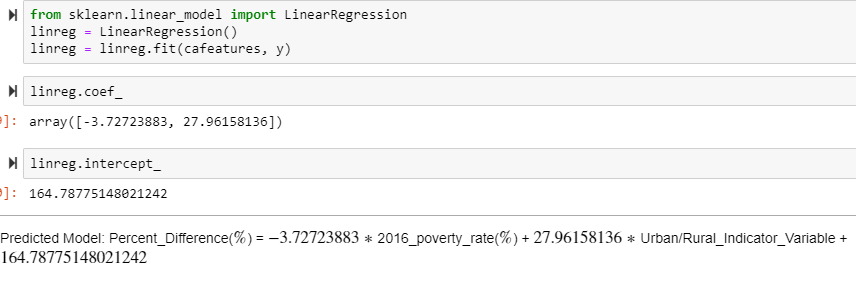 from sklearn.linear_model import LinearRegression
linreg = LinearRegression()
linreg = linreg.fit(cafeatures, y)
linreg.coef_
]: array([-3.72723883, 27.96158136])
linreg.intercept_
]: 164.78775148021242
Predicted Model: Percent_Difference(%) = −3.72723883 ∗ 2016_poverty_rate(%) + 27.96158136 ∗ Urban/Rural_Indicator_Variable +
164.78775148021242